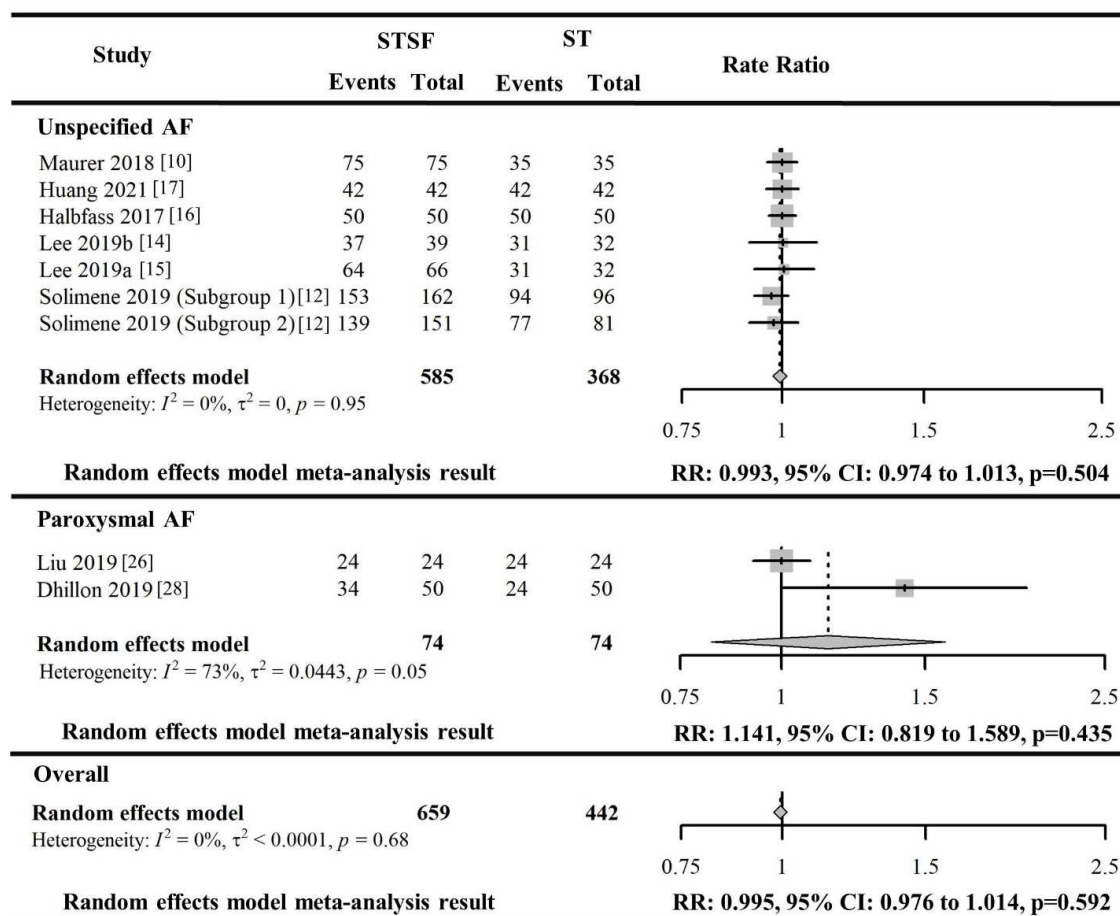 Study STSF ST Rate Ratio
Events Total Events Total
Unspecified AF
Maurer 2018 [10] 75 75 35 35
Huang 2021 [17] 42 42 42 42
Halbfass 2017 [16] 50 50 50 50
Lee 2019b [14] 37 39 31 32
Lee 2019a [15] 64 66 31 32
Solimene 2019 (Subgroup 1)[12] 153 162 94 96
Solimene 2019 (Subgroup 2)[12] 139 151 77 81
Random effects model 585 368
Heterogeneity: I² = 0%, τ² = 0, p = 0.95
0.75 1 1.5 2.5
Random effects model meta-analysis result RR: 0.993, 95% CI: 0.974 to 1.013, p=0.504
Paroxysmal AF
Liu 2019 [26] 24 24 24 24
Dhillon 2019 [28] 34 50 24 50
Random effects model 74 74
Heterogeneity: I² = 73%, τ² = 0.0443, p = 0.05
0.75 1 1.5 2.5
Random effects model meta-analysis result RR: 1.141, 95% CI: 0.819 to 1.589, p=0.435
Overall
Random effects model 659 442
Heterogeneity: I² = 0%, τ² < 0.0001, p = 0.68
0.75 1 1.5 2.5
Random effects model meta-analysis result RR: 0.995, 95% CI: 0.976 to 1.014, p=0.592